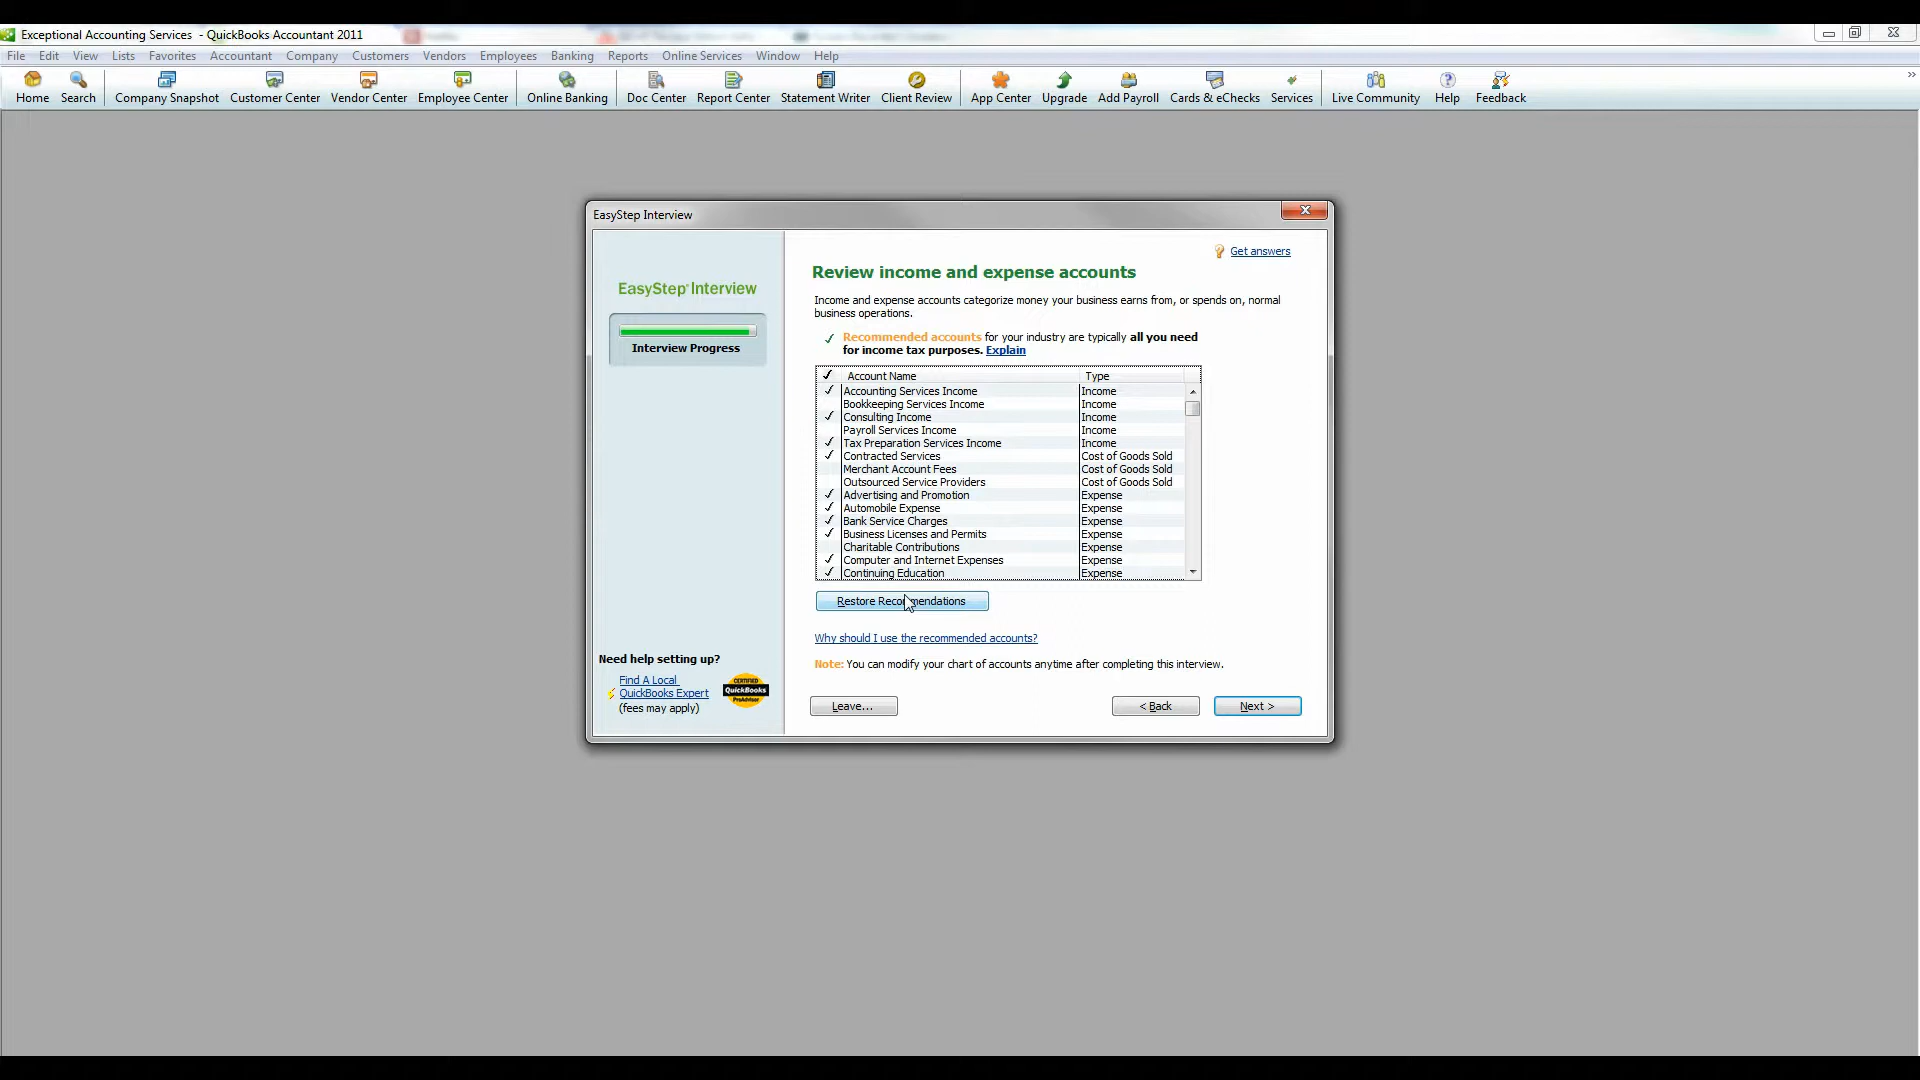 Exceptional Accounting Services - QuickBooks Accountant 2011
File Edit View Lists Favorites Accountant Company Customers Vendors Employees Banking Reports Online Services Window Help
Home Search Company Snapshot Customer Center Vendor Center Employee Center Online Banking Doc Center Report Center Statement Writer Client Review App Center Upgrade Add Payroll Cards & eChecks Services Live Community Help Feedback
EasyStep Interview
Get answers
EasyStep Interview
Interview Progress
Review income and expense accounts
Income and expense accounts categorize money your business earns from, or spends on, normal
business operations.
Recommended accounts for your industry are typically all you need
for income tax purposes. Explain
Account Name Type
Accounting Services Income Income
Bookkeeping Services Income Income
Consulting Income Income
Payroll Services Income Income
Tax Preparation Services Income Income
Contracted Services Cost of Goods Sold
Merchant Account Fees Cost of Goods Sold
Outsourced Service Providers Cost of Goods Sold
Advertising and Promotion Expense
Automobile Expense Expense
Bank Service Charges Expense
Business Licenses and Permits Expense
Charitable Contributions Expense
Computer and Internet Expenses Expense
Continuing Education Expense
Restore Recommendations
Why should I use the recommended accounts?
Note: You can modify your chart of accounts anytime after completing this interview.
Need help setting up?
Find A Local
QuickBooks Expert
(fees may apply)
CERTIFIED
QuickBooks
ProAdvisor
Leave... < Back Next >